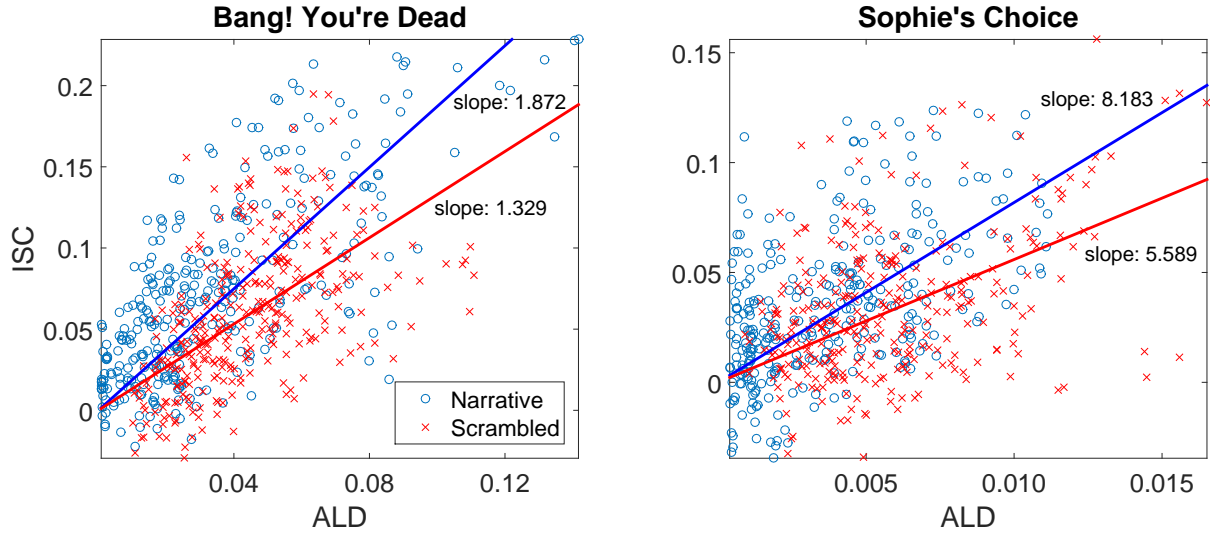 Bang! You're Dead
0.2
0.15
0.1
0.05
0
ISC
slope: 1.872
slope: 1.329
Narrative
Scrambled
0.04
0.08
0.12
ALD
Sophie's Choice
0.15
0.1
0.05
0
slope: 8.183
slope: 5.589
0.005
0.010
0.015
ALD